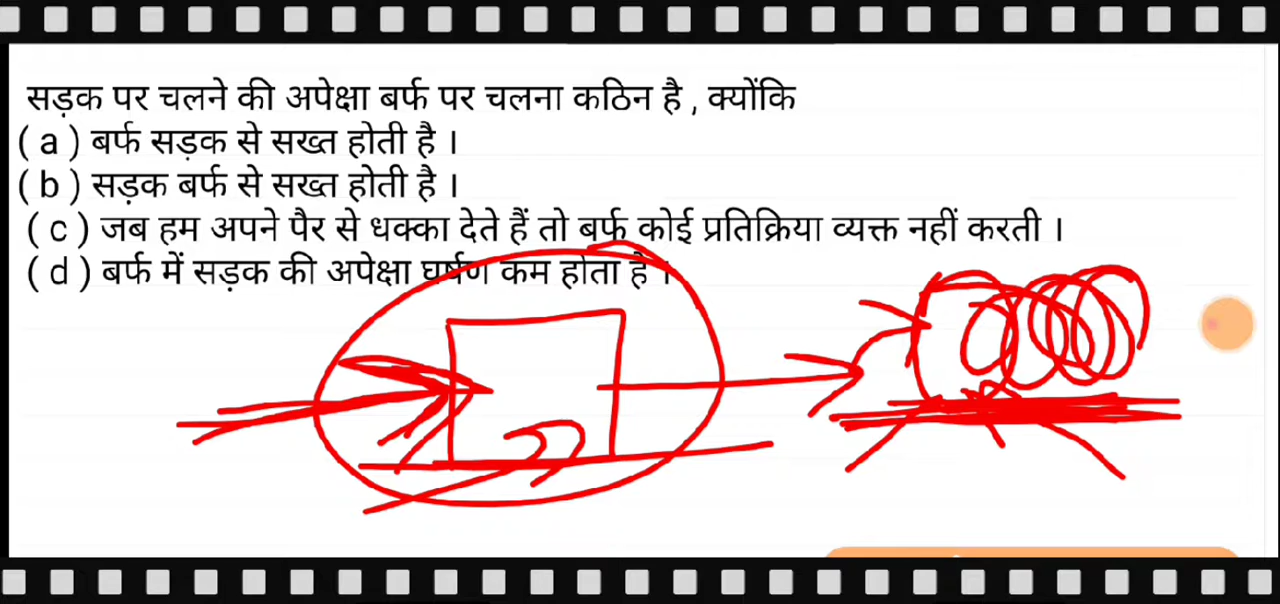 सड़क पर चलने की अपेक्षा बर्फ पर चलना कठिन है , क्योंकि
( a ) बर्फ सड़क से सख्त होती है ।
( b ) सड़क बर्फ से सख्त होती है ।
( c ) जब हम अपने पैर से धक्का देते हैं तो बर्फ कोई प्रतिक्रिया व्यक्त नहीं करती ।
( d ) बर्फ में सड़क की अपेक्षा घर्षण कम होता है ।